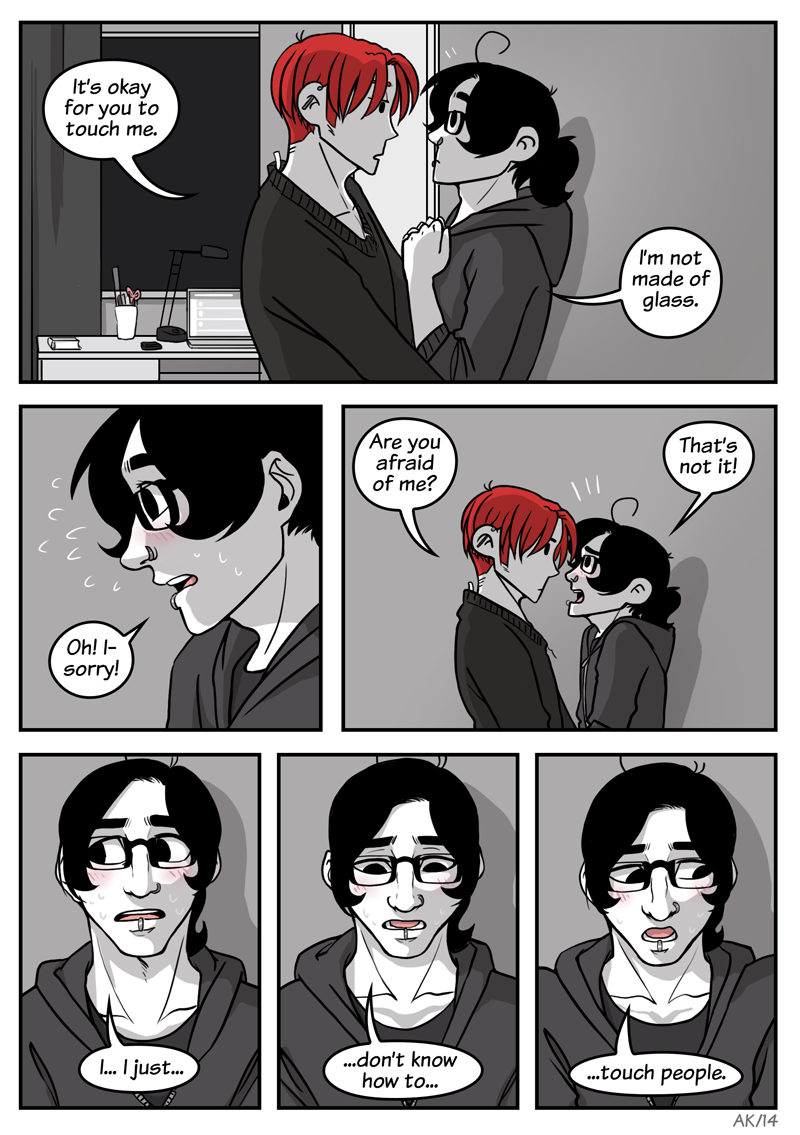 It's okay
for you to
touch me.
I'm not
made of
glass.
Oh! I-
sorry!
Are you
afraid
of me?
That's
not it!
I... I just...
...don't know
how to...
...touch people.
AK/14